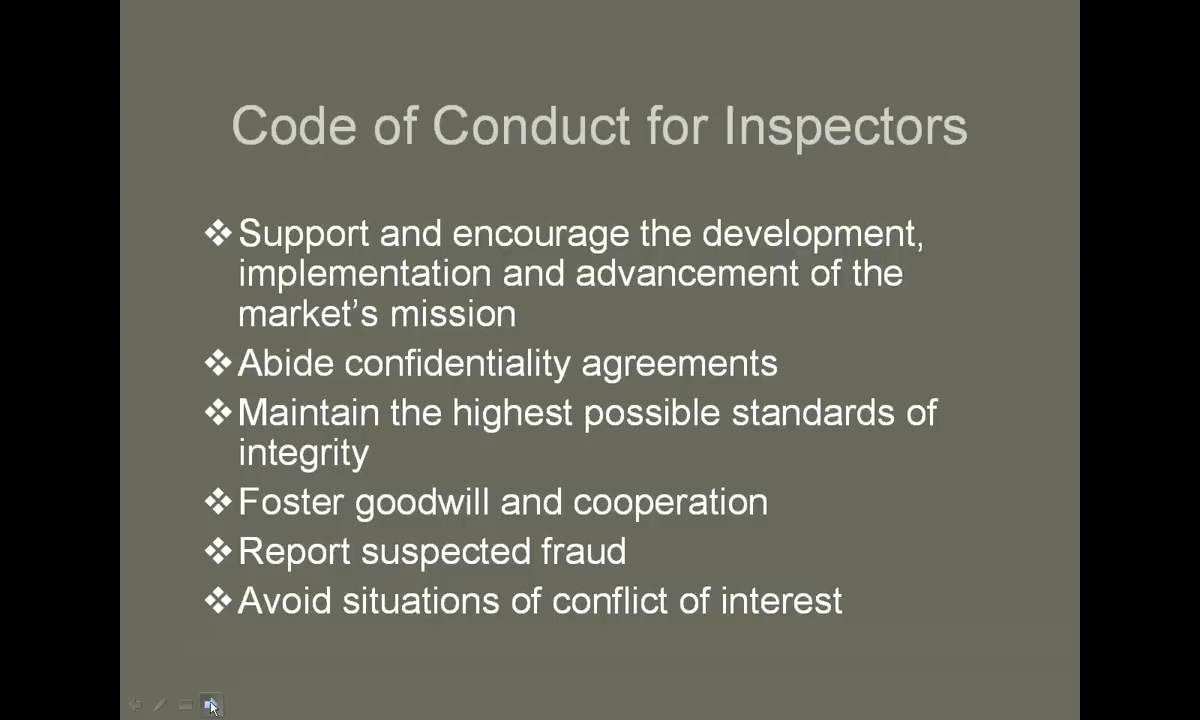 Code of Conduct for Inspectors
❖Support and encourage the development,
implementation and advancement of the
market's mission
❖Abide confidentiality agreements
❖Maintain the highest possible standards of
integrity
❖Foster goodwill and cooperation
❖Report suspected fraud
❖Avoid situations of conflict of interest